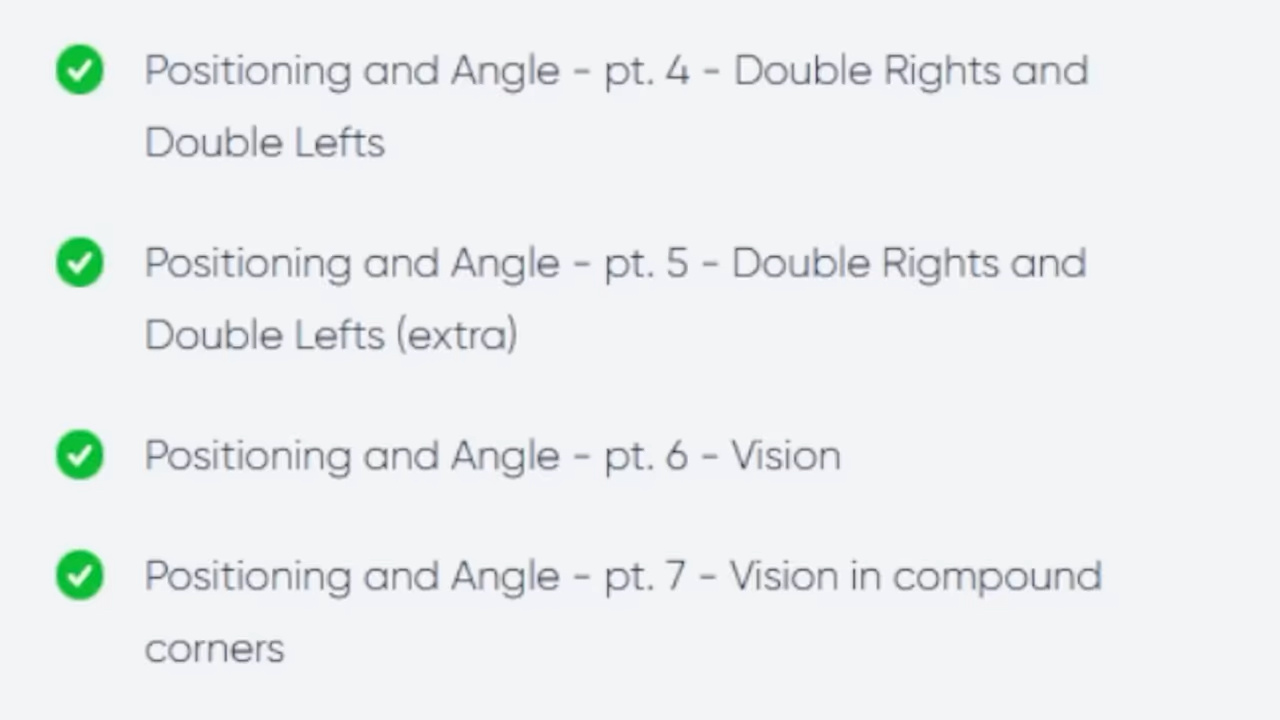 Positioning and Angle - pt. 4 - Double Rights and
Double Lefts
Positioning and Angle - pt. 5 - Double Rights and
Double Lefts (extra)
Positioning and Angle - pt. 6 - Vision
Positioning and Angle - pt. 7 - Vision in compound
corners